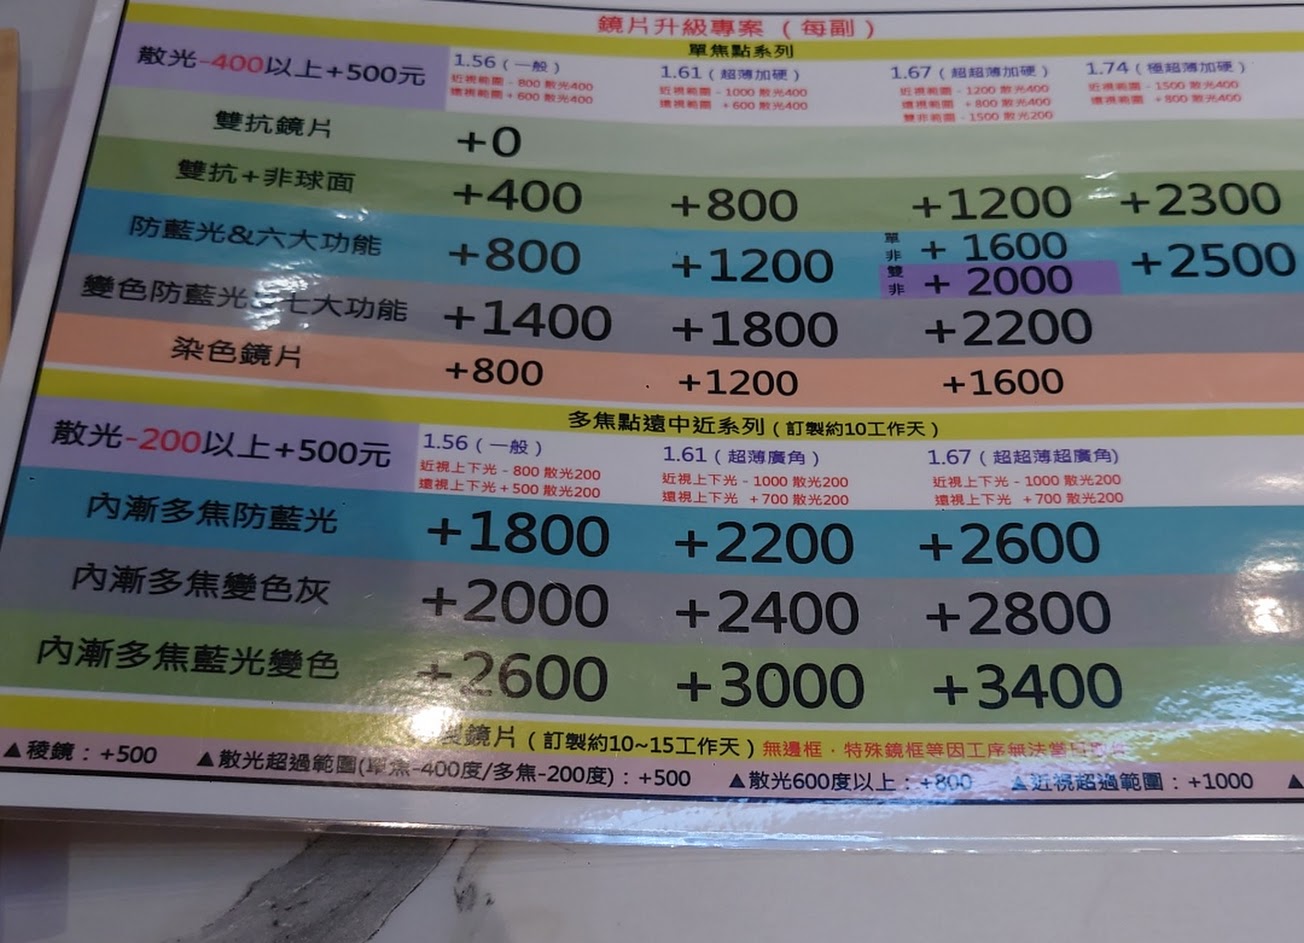 鏡片升級專案 ( 每副 )
單焦點系列
散光-400以上+500元
1.56 ( 一般 )
近視範圍 - 800 散光400
遠視範圍 + 600 散光400
1.61 ( 超薄加硬 )
近視範圍 - 1000 散光400
遠視範圍 + 600 散光400
1.67 ( 超超薄加硬 )
近視範圍 - 1200 散光400
遠視範圍 + 800 散光400
雙非範圍 - 1500 散光200
1.74 ( 極超薄加硬 )
近視範圍 - 1500 散光400
遠視範圍 + 800 散光400
雙抗鏡片 +0
雙抗+非球面 +400 +800 +1200 +2300
防藍光&六大功能 +800 +1200 單非 + 1600 +2500
雙非 + 2000
變色防藍光 七大功能 +1400 +1800 +2200
染色鏡片 +800 +1200 +1600
多焦點遠中近系列 ( 訂製約10工作天 )
散光-200以上+500元
1.56 ( 一般 )
近視上下光 - 800 散光200
遠視上下光 + 500 散光200
1.61 ( 超薄廣角 )
近視上下光 - 1000 散光200
遠視上下光 + 700 散光200
1.67 ( 超超薄超廣角)
近視上下光 - 1000 散光200
遠視上下光 + 700 散光200
內漸多焦防藍光 +1800 +2200 +2600
內漸多焦變色灰 +2000 +2400 +2800
內漸多焦藍光變色 +2600 +3000 +3400
製鏡片 ( 訂製約10~15工作天 ) 無邊框．特殊鏡框等因工序無法當日
▲稜鏡：+500 ▲散光超過範圍(單焦-400度/多焦-200度)：+500 ▲散光600度以上：+800 ▲近視超過範圍：+1000 ▲